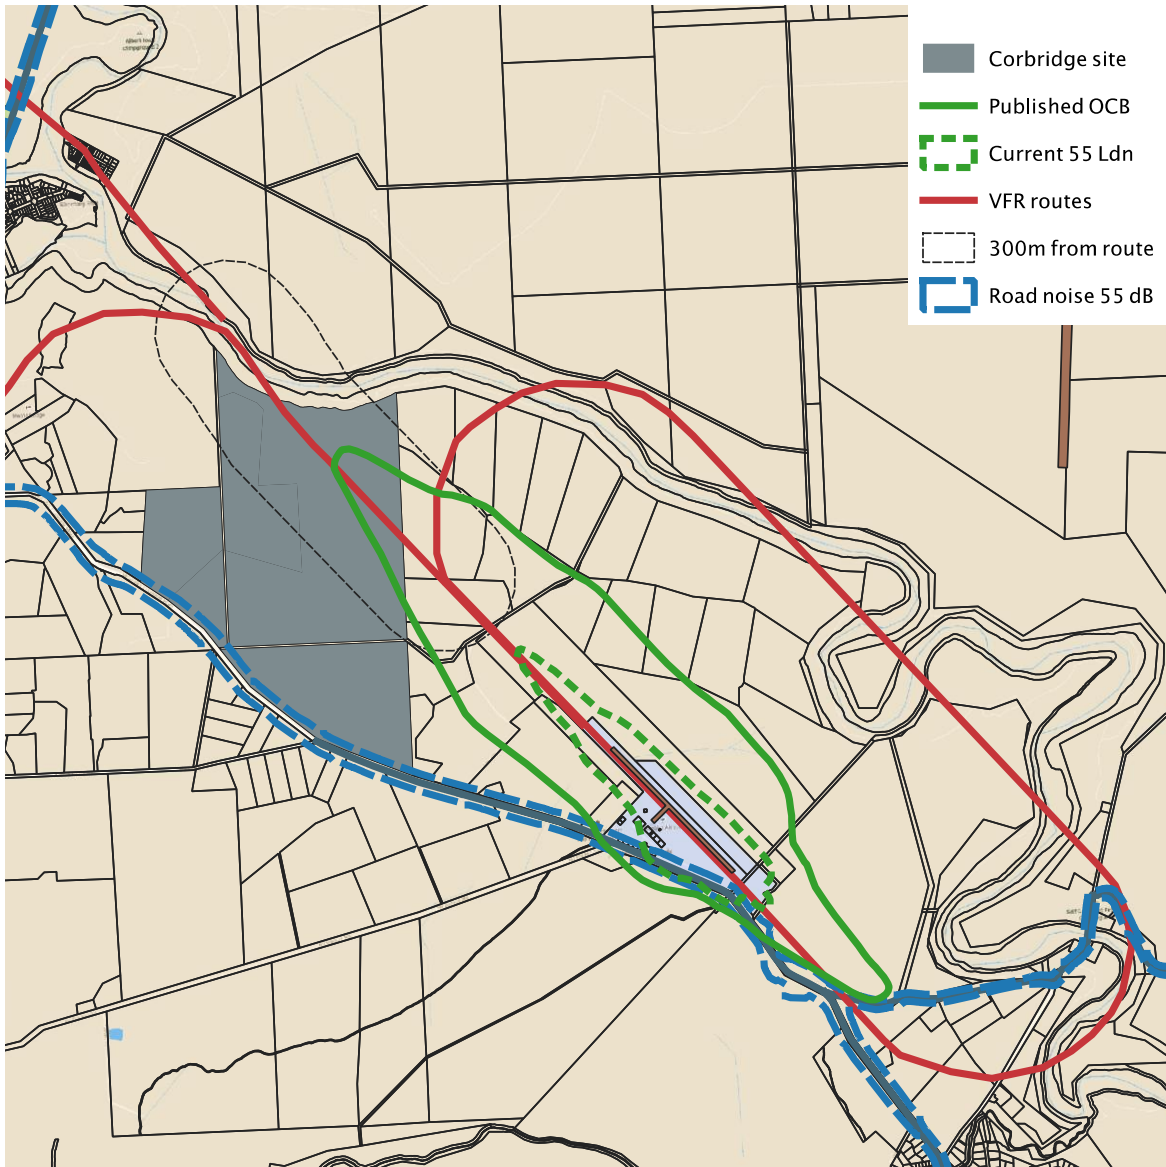 Corbridge site
Published OCB
Current 55 Ldn
VFR routes
300m from route
Road noise 55 dB